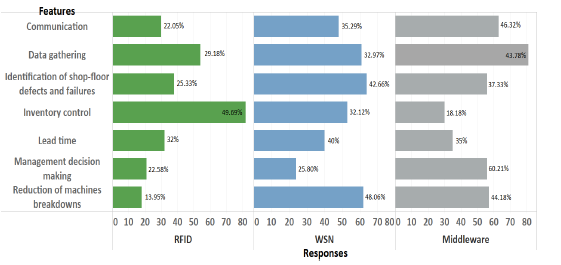 Features
Communication 22.05% 35.29% 46.32%
Data gathering 29.18% 32.97% 43.78%
Identification of shop-floor
defects and failures 25.33% 42.66% 37.33%
Inventory control 49.69% 32.12% 18.18%
Lead time 32% 40% 35%
Management decision
making 22.58% 25.80% 60.21%
Reduction of machines
breakdowns 13.95% 48.06% 44.18%
0 10 20 30 40 50 60 70 80 0 10 20 30 40 50 60 70 80 0 10 20 30 40 50 60 70 80
RFID WSN Middleware
Responses